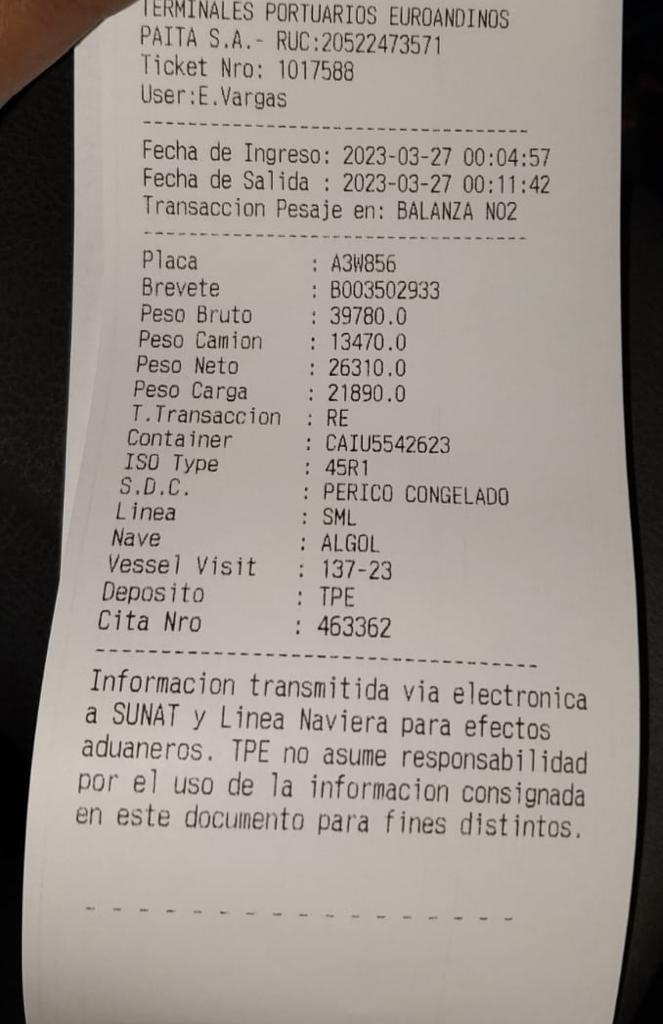 TERMINALES PORTUARIOS EUROANDINOS
PAITA S.A.- RUC:20522473571
Ticket Nro: 1017588
User:E.Vargas
--------------------------------
Fecha de Ingreso: 2023-03-27 00:04:57
Fecha de Salida : 2023-03-27 00:11:42
Transaccion Pesaje en: BALANZA NO2
--------------------------------
Placa : A3W856
Brevete : B003502933
Peso Bruto : 39780.0
Peso Camion : 13470.0
Peso Neto : 26310.0
Peso Carga : 21890.0
T.Transaccion : RE
Container : CAIU5542623
ISO Type : 45R1
S.D.C. : PERICO CONGELADO
Linea : SML
Nave : ALGOL
Vessel Visit : 137-23
Deposito : TPE
Cita Nro : 463362
--------------------------------
Informacion transmitida via electronica
a SUNAT y Linea Naviera para efectos
aduaneros. TPE no asume responsabilidad
por el uso de la informacion consignada
en este documento para fines distintos.
- - - - - - - - - - - - - - - - - -